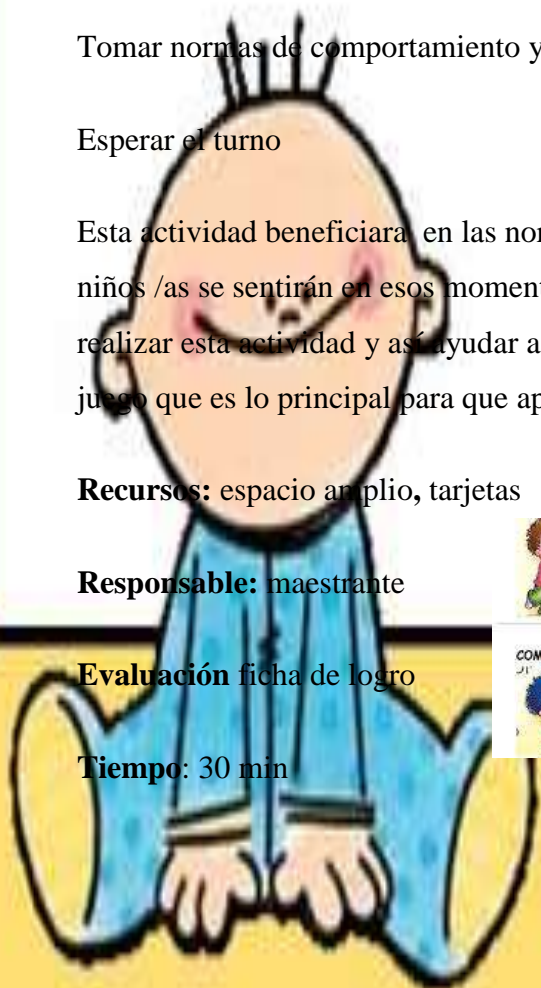 Tomar normas de comportamiento y
Esperar el turno
Esta actividad beneficiara en las nor
niños /as se sentirán en esos moment
realizar esta actividad y así ayudar a
juego que es lo principal para que ap
Recursos: espacio amplio, tarjetas
Responsable: maestrante
COM
Evaluación ficha de logro
Tiempo: 30 min